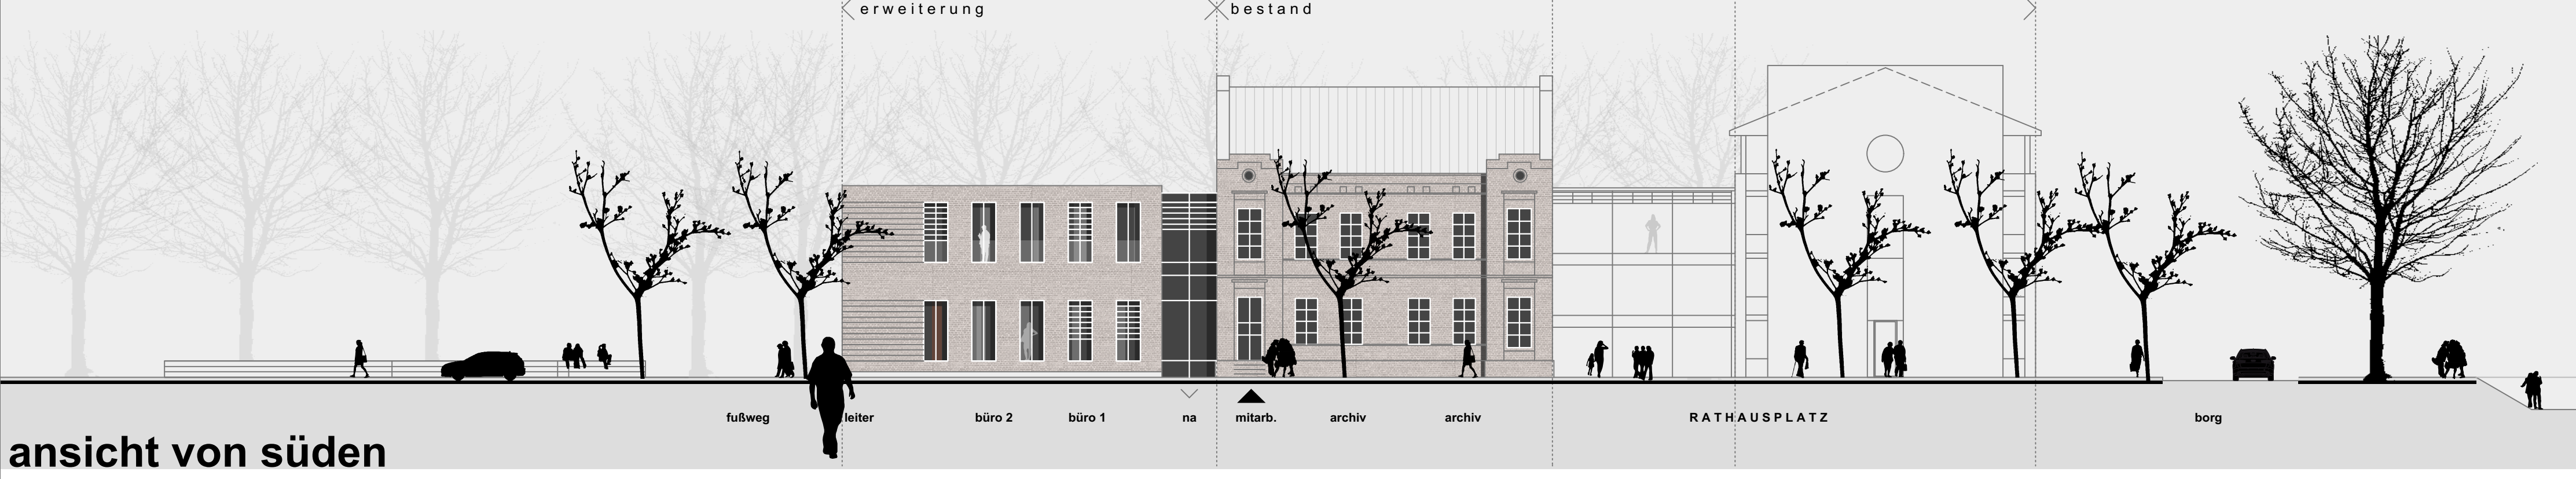 erweiterung
bestand
fußweg
leiter
büro 2
büro 1
na
mitarb.
archiv
archiv
RATHAUSPLATZ
borg
ansicht von süden